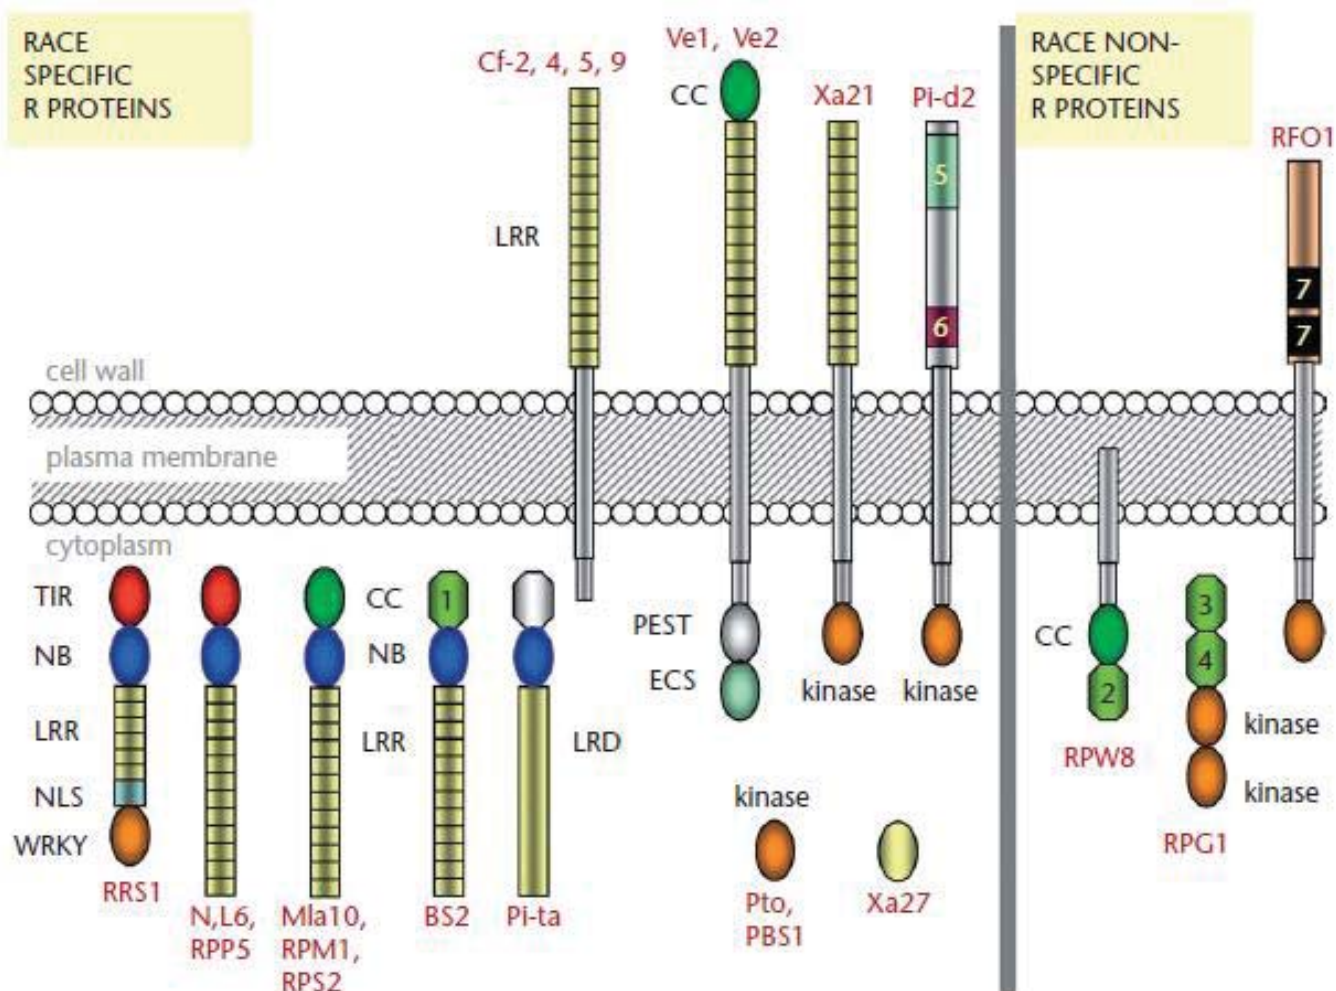 RACE
SPECIFIC
R PROTEINS
Cf-2, 4, 5, 9
Ve1, Ve2
CC
Xa21
Pi-d2
RACE NON-
SPECIFIC
R PROTEINS
RFO1
LRR
5
6
7
7
cell wall
plasma membrane
cytoplasm
TIR
NB
LRR
NLS
WRKY
RRS1
N,L6,
RPP5
Mla10,
RPM1,
RPS2
CC
NB
LRR
1
BS2
Pi-ta
LRD
PEST
ECS
kinase
kinase
kinase
Pto,
PBS1
Xa27
CC
2
RPW8
3
4
kinase
kinase
RPG1